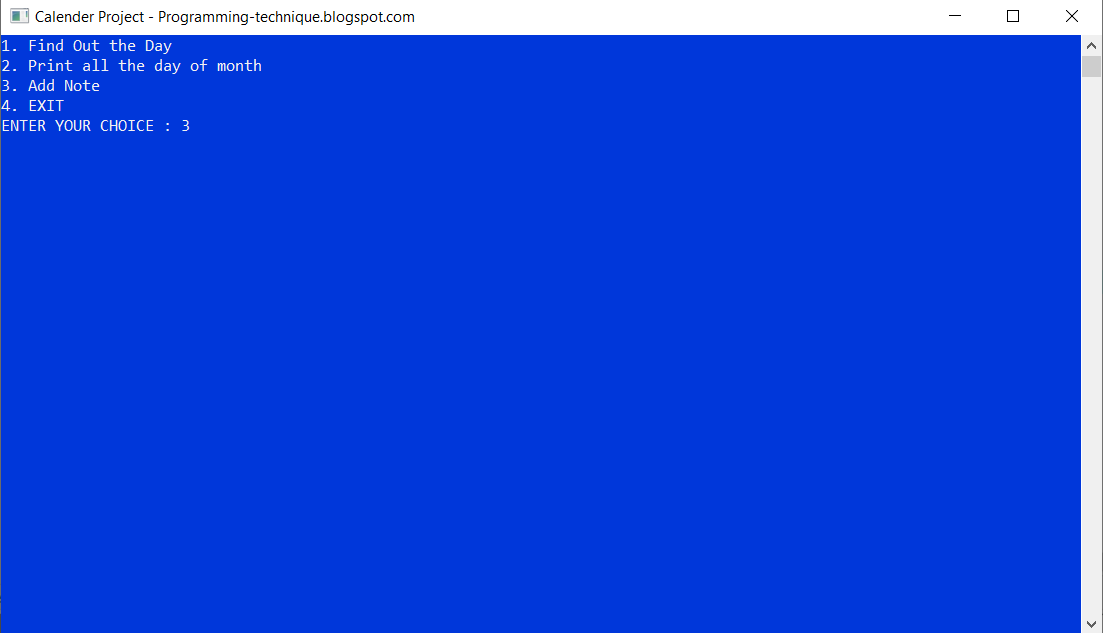 Calender Project - Programming-technique.blogspot.com
1. Find Out the Day
2. Print all the day of month
3. Add Note
4. EXIT
ENTER YOUR CHOICE : 3